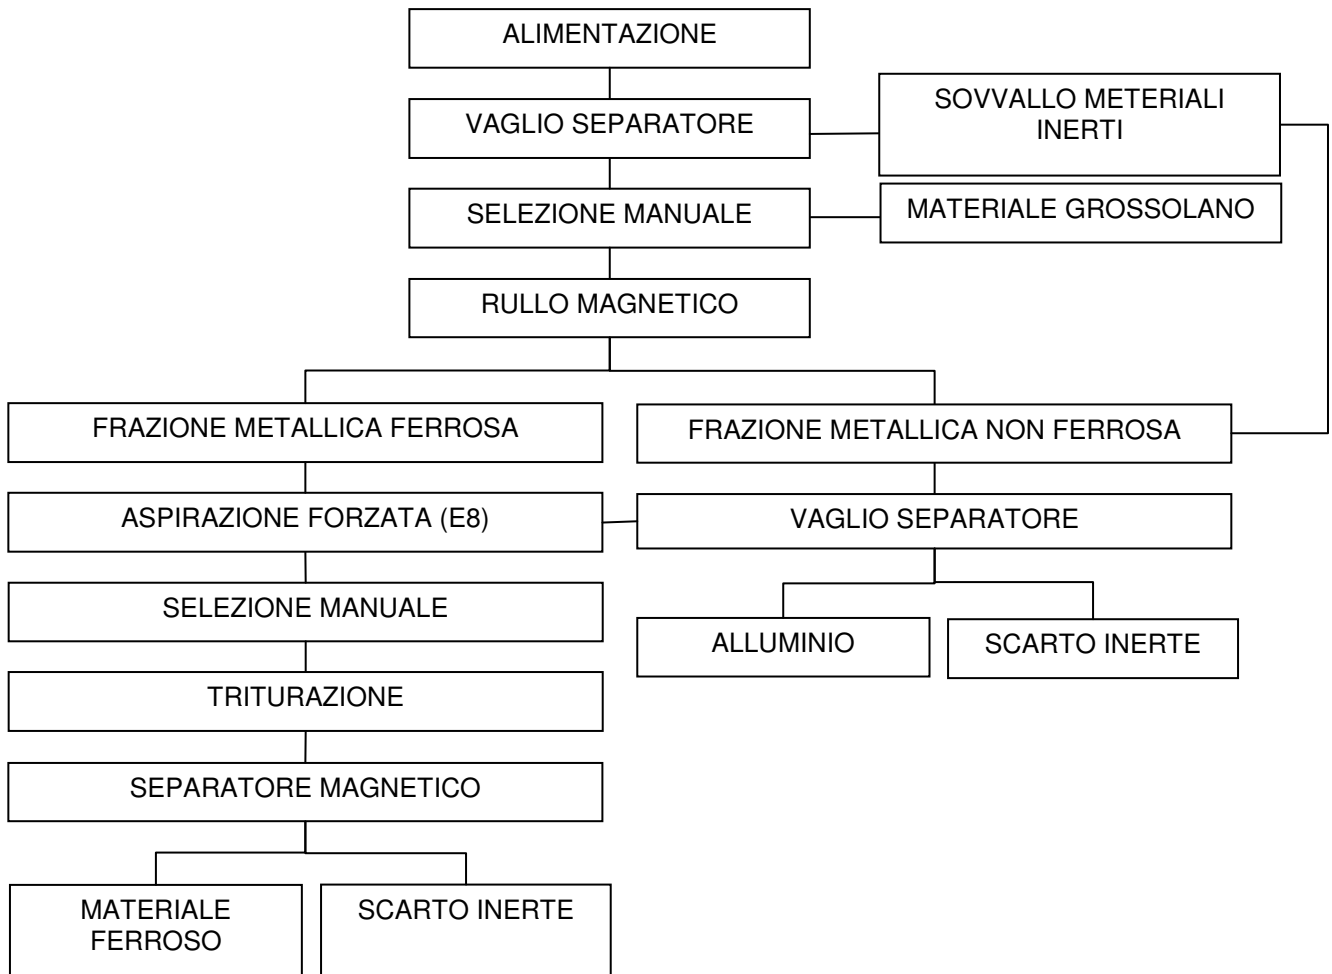 ALIMENTAZIONE
VAGLIO SEPARATORE
SOVVALLO METERIALI
INERTI
SELEZIONE MANUALE
MATERIALE GROSSOLANO
RULLO MAGNETICO
FRAZIONE METALLICA FERROSA
FRAZIONE METALLICA NON FERROSA
ASPIRAZIONE FORZATA (E8)
VAGLIO SEPARATORE
SELEZIONE MANUALE
ALLUMINIO
SCARTO INERTE
TRITURAZIONE
SEPARATORE MAGNETICO
MATERIALE
FERROSO
SCARTO INERTE